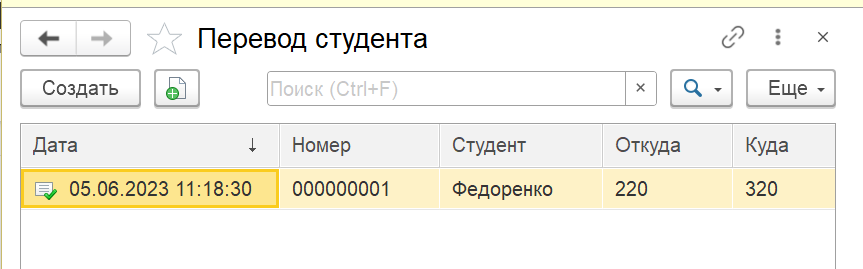 Перевод студента
Создать Поиск (Ctrl+F) × Еще
Дата ↓ Номер Студент Откуда Куда
05.06.2023 11:18:30 000000001 Федоренко 220 320